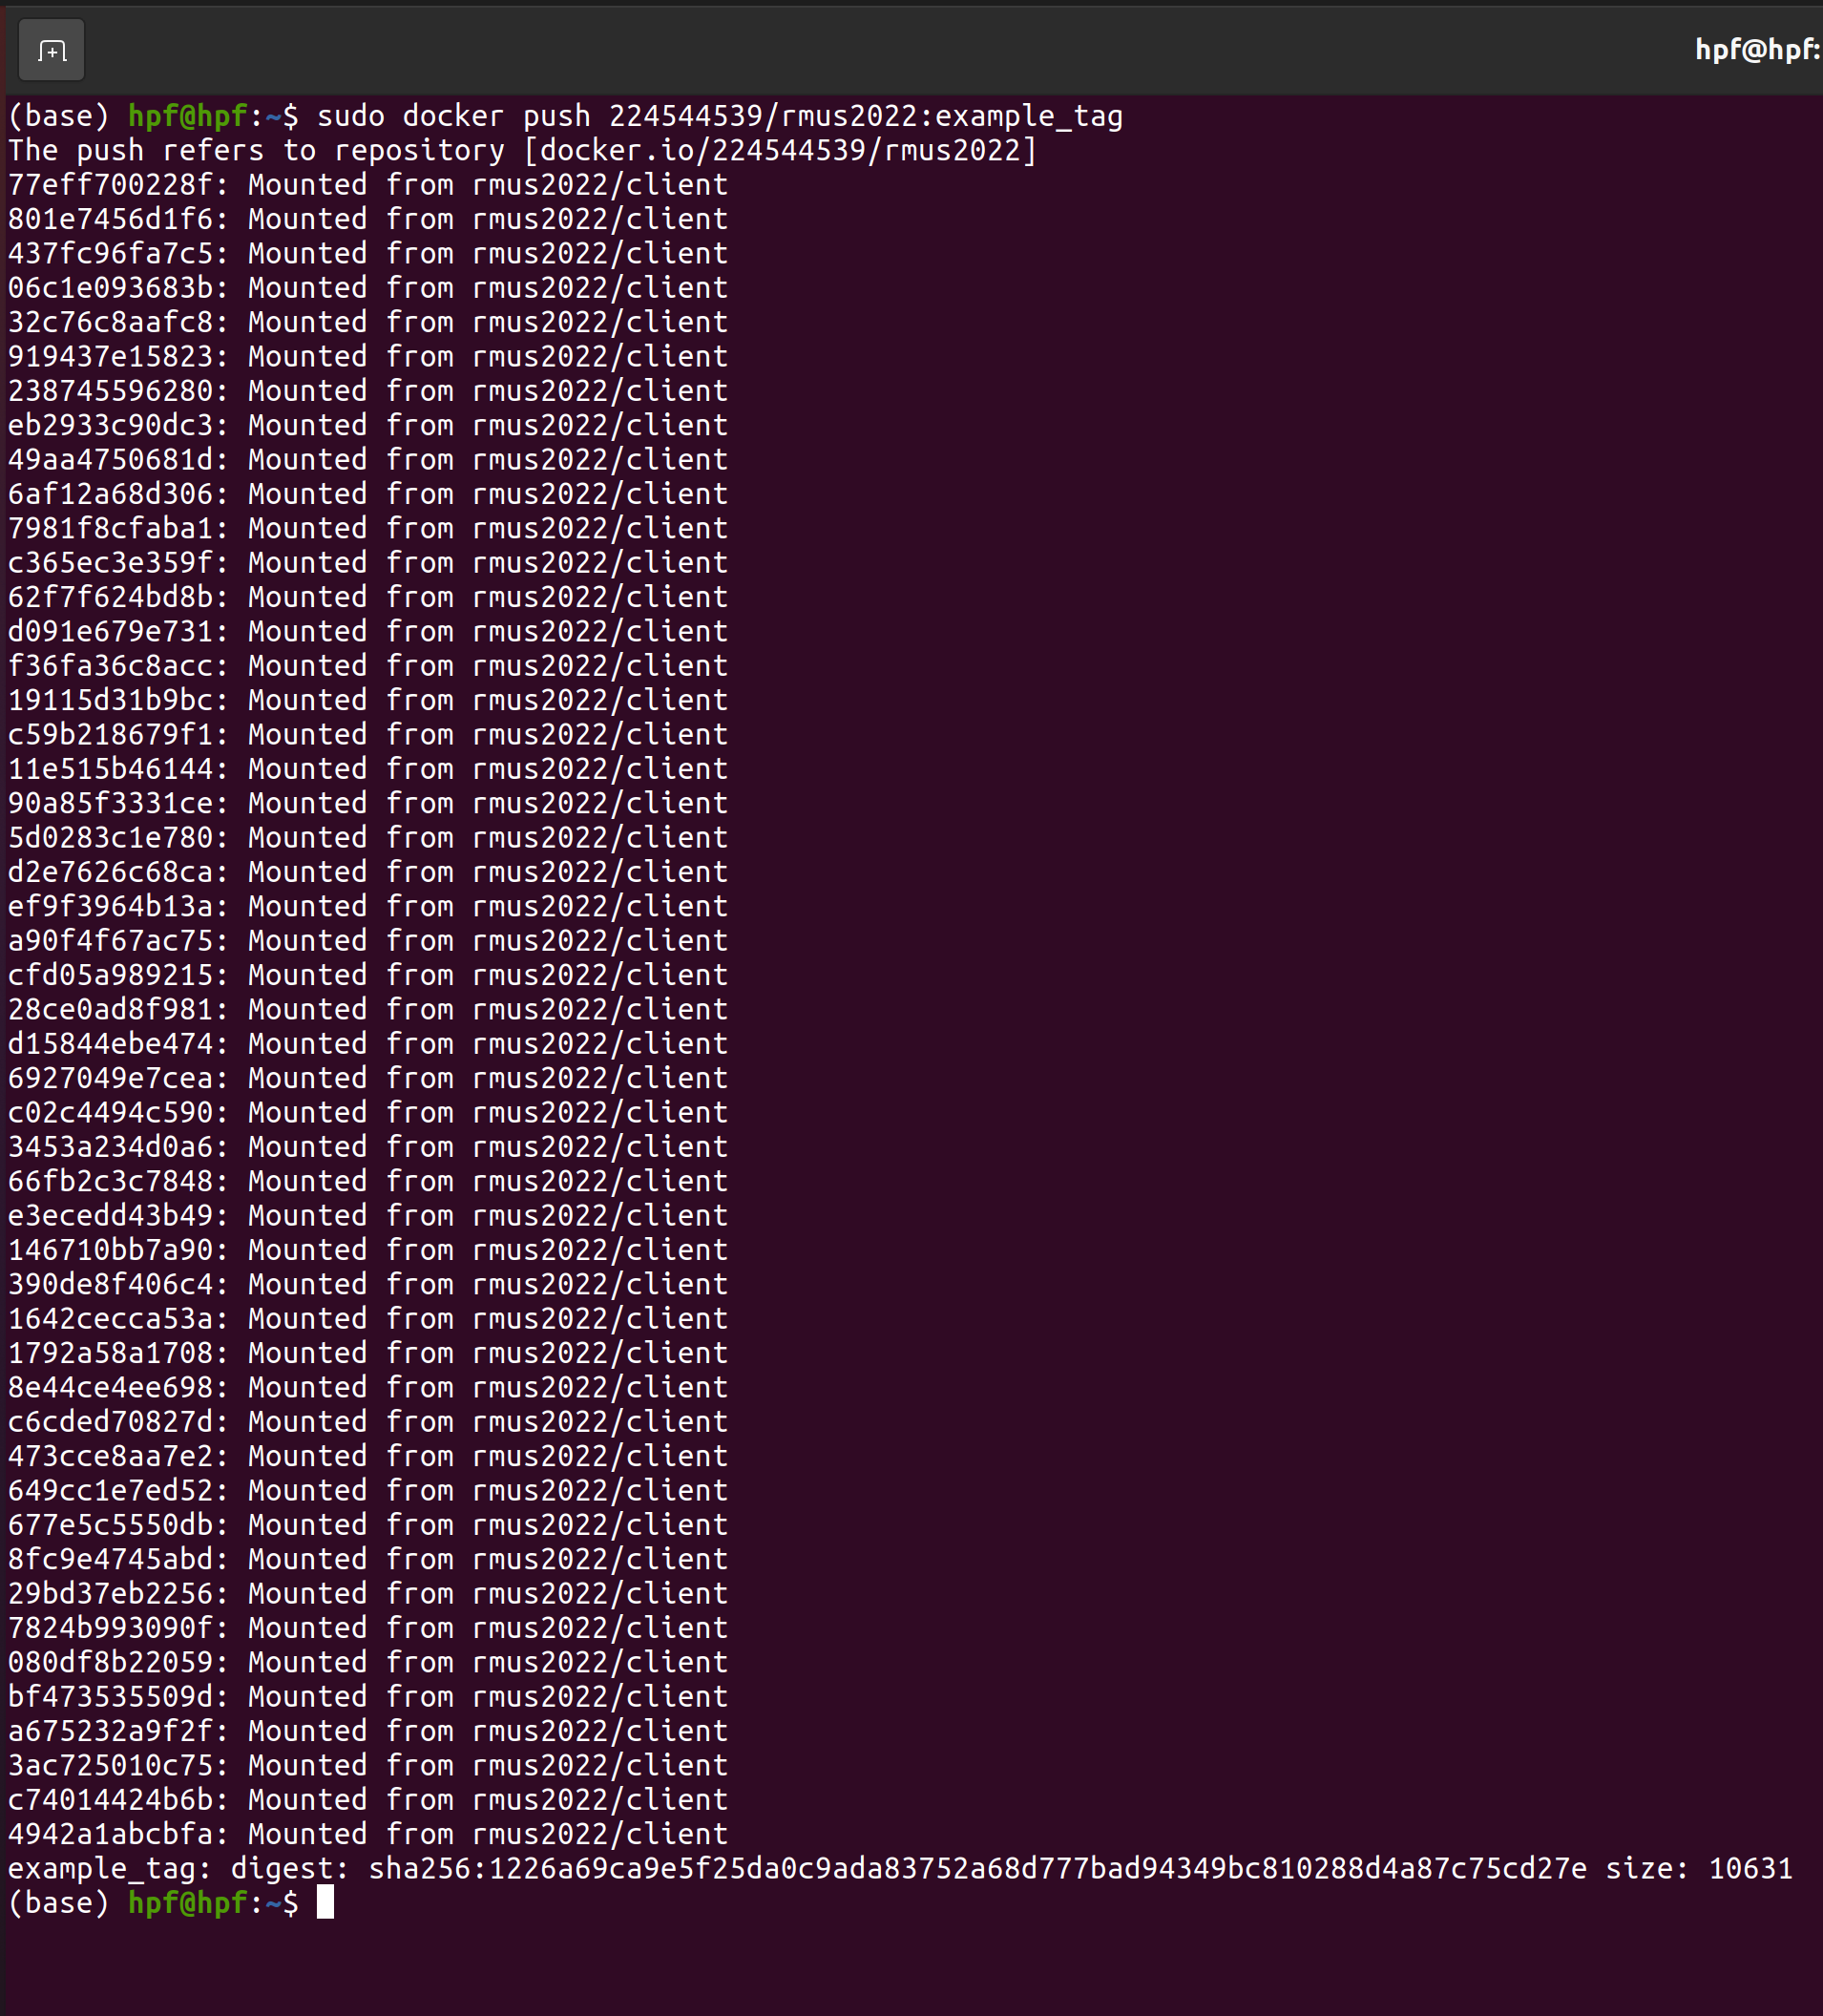 hpf@hpf:
(base) hpf@hpf:~$ sudo docker push 224544539/rmus2022:example_tag
The push refers to repository [docker.io/224544539/rmus2022]
77eff700228f: Mounted from rmus2022/client
801e7456d1f6: Mounted from rmus2022/client
437fc96fa7c5: Mounted from rmus2022/client
06c1e093683b: Mounted from rmus2022/client
32c76c8aafc8: Mounted from rmus2022/client
919437e15823: Mounted from rmus2022/client
238745596280: Mounted from rmus2022/client
eb2933c90dc3: Mounted from rmus2022/client
49aa4750681d: Mounted from rmus2022/client
6af12a68d306: Mounted from rmus2022/client
7981f8cfaba1: Mounted from rmus2022/client
c365ec3e359f: Mounted from rmus2022/client
62f7f624bd8b: Mounted from rmus2022/client
d091e679e731: Mounted from rmus2022/client
f36fa36c8acc: Mounted from rmus2022/client
19115d31b9bc: Mounted from rmus2022/client
c59b218679f1: Mounted from rmus2022/client
11e515b46144: Mounted from rmus2022/client
90a85f3331ce: Mounted from rmus2022/client
5d0283c1e780: Mounted from rmus2022/client
d2e7626c68ca: Mounted from rmus2022/client
ef9f3964b13a: Mounted from rmus2022/client
a90f4f67ac75: Mounted from rmus2022/client
cfd05a989215: Mounted from rmus2022/client
28ce0ad8f981: Mounted from rmus2022/client
d15844ebe474: Mounted from rmus2022/client
6927049e7cea: Mounted from rmus2022/client
c02c4494c590: Mounted from rmus2022/client
3453a234d0a6: Mounted from rmus2022/client
66fb2c3c7848: Mounted from rmus2022/client
e3ecedd43b49: Mounted from rmus2022/client
146710bb7a90: Mounted from rmus2022/client
390de8f406c4: Mounted from rmus2022/client
1642cecca53a: Mounted from rmus2022/client
1792a58a1708: Mounted from rmus2022/client
8e44ce4ee698: Mounted from rmus2022/client
c6cded70827d: Mounted from rmus2022/client
473cce8aa7e2: Mounted from rmus2022/client
649cc1e7ed52: Mounted from rmus2022/client
677e5c5550db: Mounted from rmus2022/client
8fc9e4745abd: Mounted from rmus2022/client
29bd37eb2256: Mounted from rmus2022/client
7824b993090f: Mounted from rmus2022/client
080df8b22059: Mounted from rmus2022/client
bf473535509d: Mounted from rmus2022/client
a675232a9f2f: Mounted from rmus2022/client
3ac725010c75: Mounted from rmus2022/client
c74014424b6b: Mounted from rmus2022/client
4942a1abcbfa: Mounted from rmus2022/client
example_tag: digest: sha256:1226a69ca9e5f25da0c9ada83752a68d777bad94349bc810288d4a87c75cd27e size: 10631
(base) hpf@hpf:~$